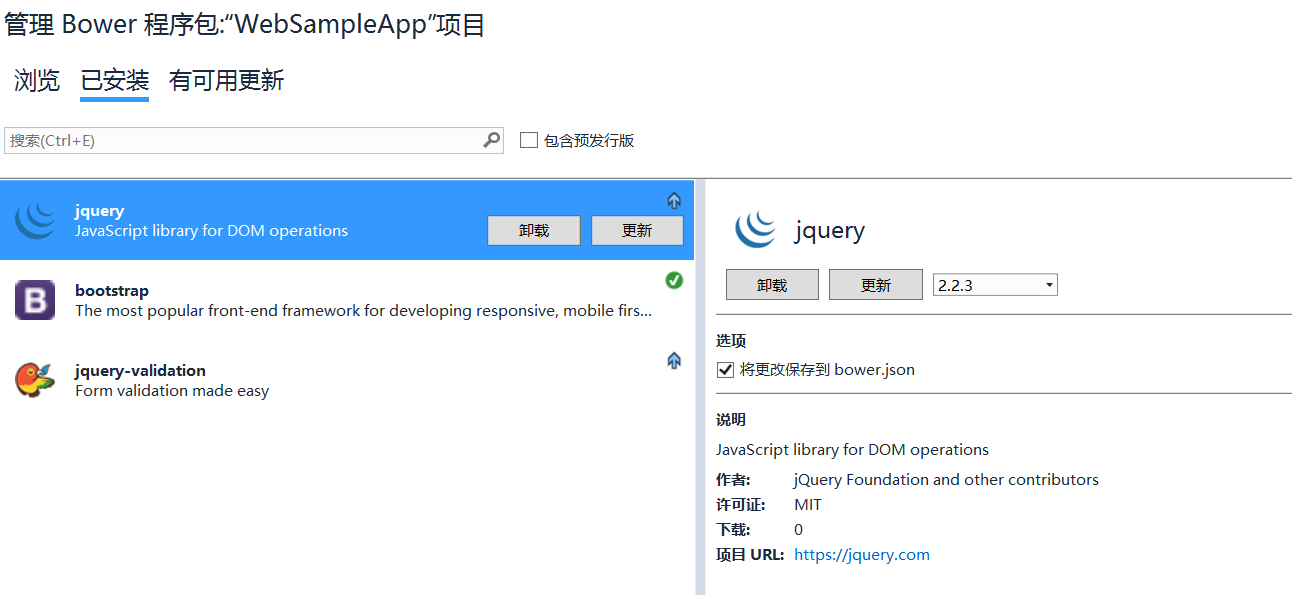 管理 Bower 程序包:“WebSampleApp”项目
浏览 已安装 有可用更新
搜索(Ctrl+E) 包含预发行版
jquery
JavaScript library for DOM operations
卸载 更新
B
bootstrap
The most popular front-end framework for developing responsive, mobile firs...
jquery-validation
Form validation made easy
jquery
卸载 更新 2.2.3
选项
将更改保存到 bower.json
说明
JavaScript library for DOM operations
作者: jQuery Foundation and other contributors
许可证: MIT
下载: 0
项目 URL: https://jquery.com